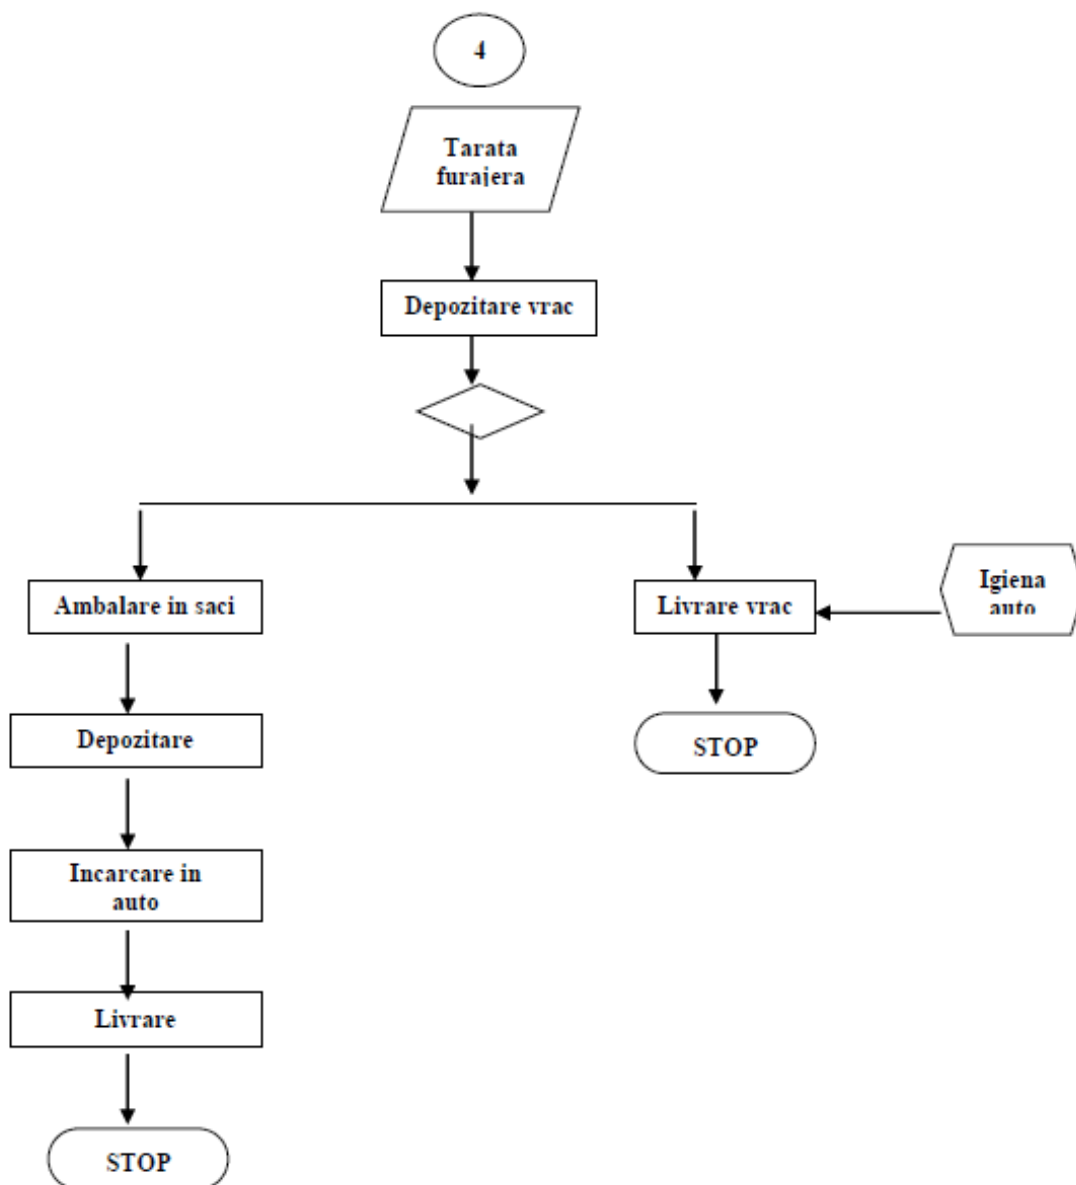 4
Tarata
furajera
Depozitare vrac
Ambalare in saci
Livrare vrac
Igiena
auto
Depozitare
STOP
Incarcare in
auto
Livrare
STOP